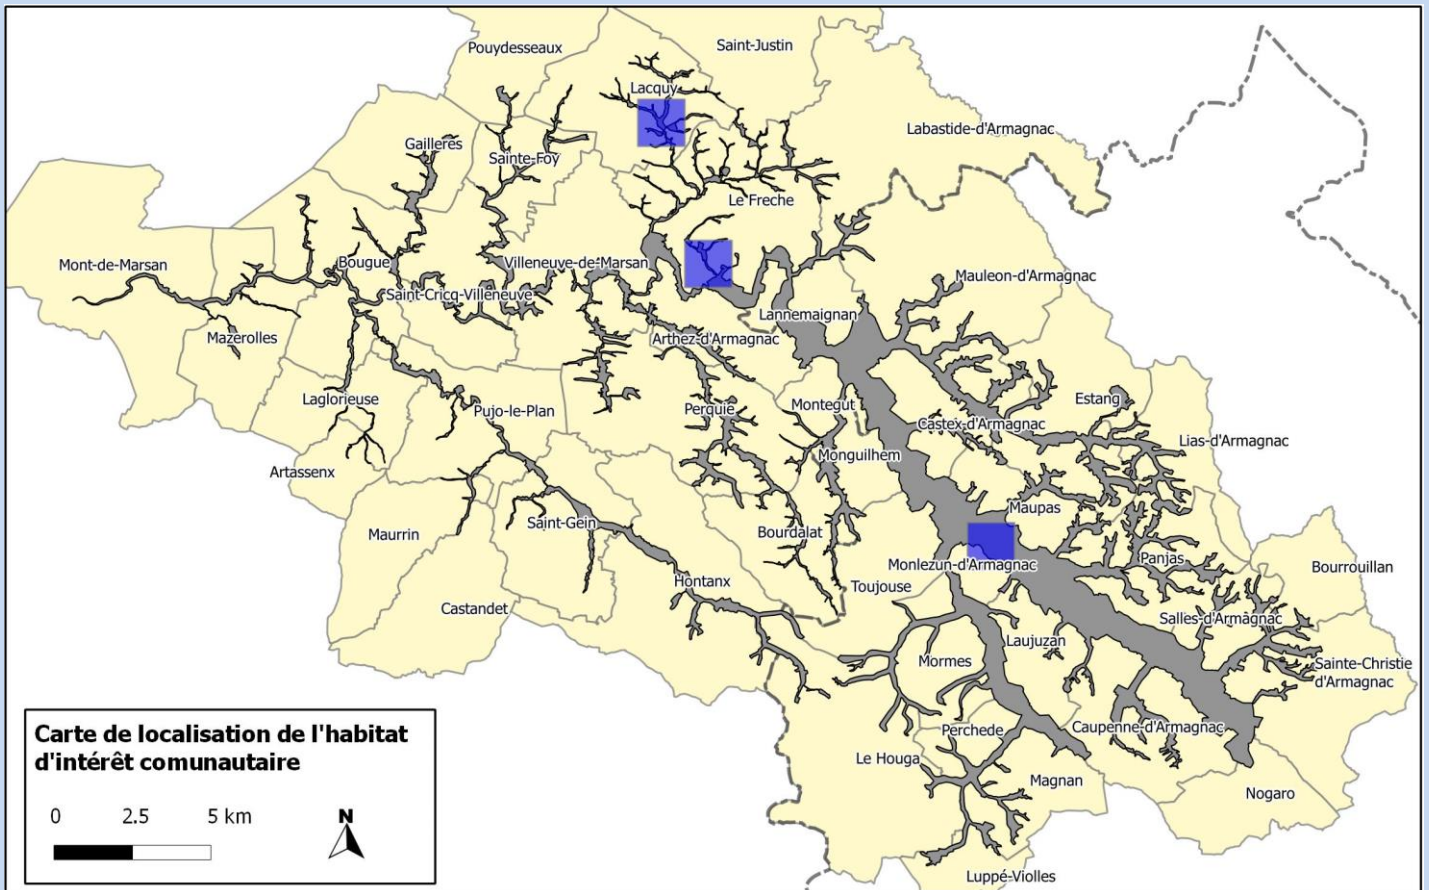 Pouydesseaux
Saint-Justin
Lacquy
Labastide-d'Armagnac
Gailleres
Sainte-Foy
Le Freche
Mont-de-Marsan
Bougue
Villeneuve-de-Marsan
Mauleon-d'Armagnac
Saint-Cricq-Villeneuve
Lannemaignan
Mazerolles
Arthez-d'Armagnac
Laglorieuse
Pujo-le-Plan
Perquie
Montegut
Estang
Castex-d'Armagnac
Lias-d'Armagnac
Monguilhem
Artassenx
Maupas
Maurrin
Saint-Gein
Bourdalat
Monlezun-d'Armagnac
Panjas
Bourrouillan
Hontanx
Toujouse
Castandet
Salles-d'Armagnac
Laujuzan
Mormes
Sainte-Christie
d'Armagnac
Perchede
Caupenne-d'Armagnac
Le Houga
Magnan
Nogaro
Luppé-Violles
Carte de localisation de l'habitat
d'intérêt comunautaire
0 2.5 5 km
N